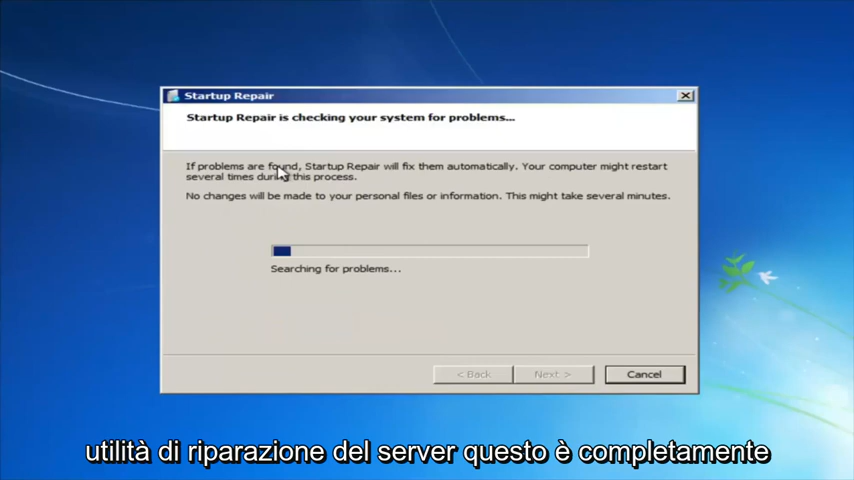 Startup Repair
Startup Repair is checking your system for problems...
If problems are found, Startup Repair will fix them automatically. Your computer might restart
several times during this process.
No changes will be made to your personal files or information. This might take several minutes.
Searching for problems...
< Back
Next >
Cancel
utilità di riparazione del server questo è completamente